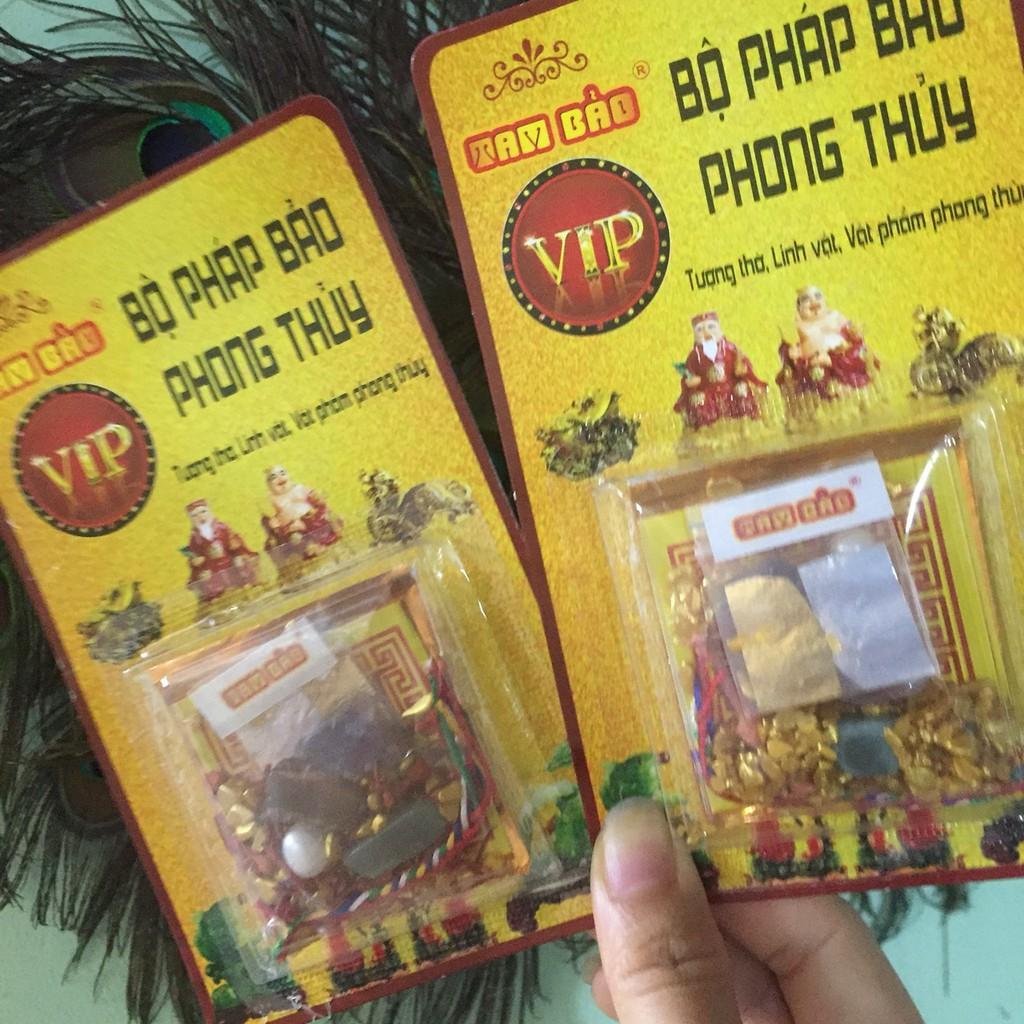 BỘ PHÁP BẢO
PHONG THỦY
TAM BẢO ®
VIP
Tượng thờ, Linh vật, Vật phẩm phong thủy
TAM BẢO
BỘ PHÁP BẢO
PHONG THỦY
TAM BẢO ®
VIP
Tượng thờ, Linh vật, Vật phẩm phong thủy
TAM BẢO